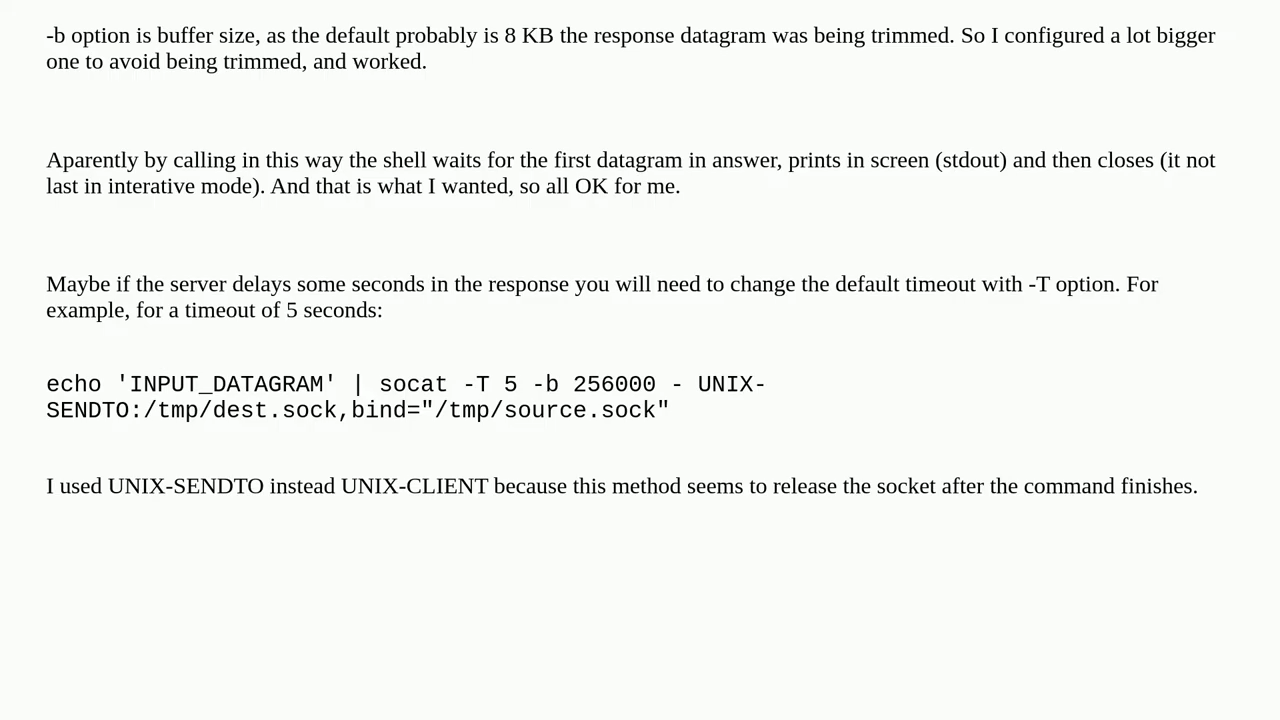 -b option is buffer size, as the default probably is 8 KB the response datagram was being trimmed. So I configured a lot bigger
one to avoid being trimmed, and worked.
Aparently by calling in this way the shell waits for the first datagram in answer, prints in screen (stdout) and then closes (it not
last in interative mode). And that is what I wanted, so all OK for me.
Maybe if the server delays some seconds in the response you will need to change the default timeout with -T option. For
example, for a timeout of 5 seconds:
echo 'INPUT_DATAGRAM' | socat -T 5 -b 256000 - UNIX-
SENDTO:/tmp/dest.sock,bind="/tmp/source.sock"
I used UNIX-SENDTO instead UNIX-CLIENT because this method seems to release the socket after the command finishes.